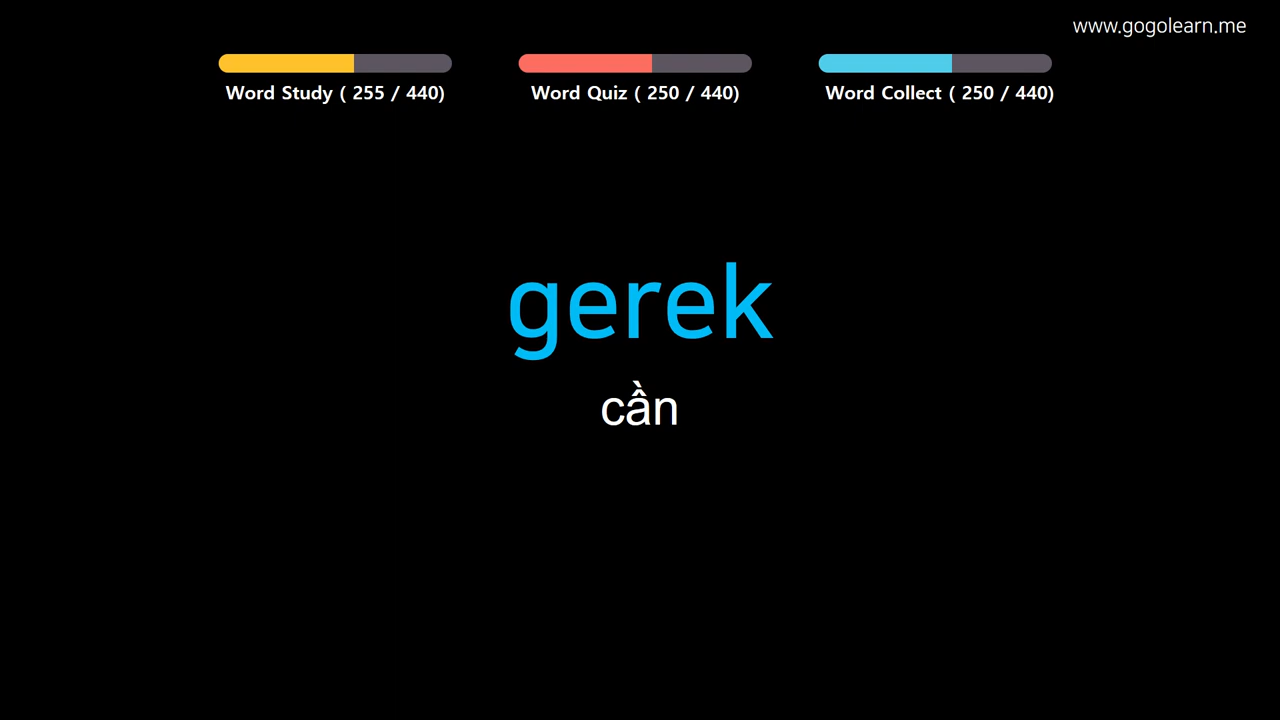 www.gogolearn.me
Word Study ( 255 / 440)
Word Quiz ( 250 / 440)
Word Collect ( 250 / 440)
gerek
cần